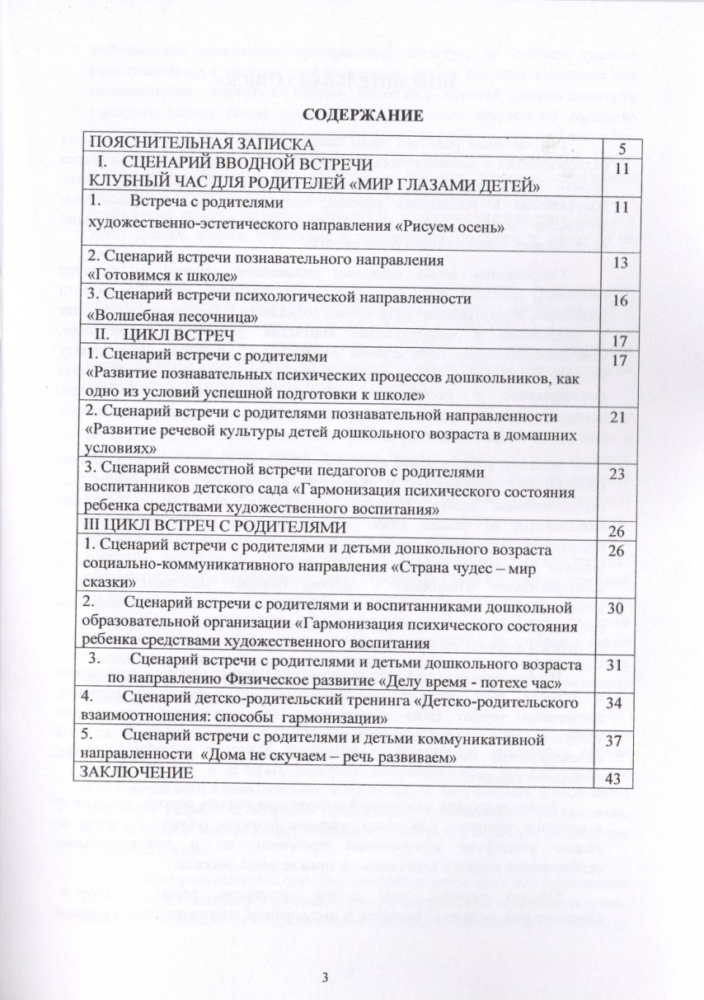 СОДЕРЖАНИЕ
ПОЯСНИТЕЛЬНАЯ ЗАПИСКА 5
I. СЦЕНАРИЙ ВВОДНОЙ ВСТРЕЧИ 11
КЛУБНЫЙ ЧАС ДЛЯ РОДИТЕЛЕЙ «МИР ГЛАЗАМИ ДЕТЕЙ»
1. Встреча с родителями 11
художественно-эстетического направления «Рисуем осень»
2. Сценарий встречи познавательного направления 13
«Готовимся к школе»
3. Сценарий встречи психологической направленности 16
«Волшебная песочница»
II. ЦИКЛ ВСТРЕЧ 17
1. Сценарий встречи с родителями 17
«Развитие познавательных психических процессов дошкольников, как
одно из условий успешной подготовки к школе»
2. Сценарий встречи с родителями познавательной направленности 21
«Развитие речевой культуры детей дошкольного возраста в домашних
условиях»
3. Сценарий совместной встречи педагогов с родителями 23
воспитанников детского сада «Гармонизация психического состояния
ребенка средствами художественного воспитания»
III ЦИКЛ ВСТРЕЧ С РОДИТЕЛЯМИ 26
1. Сценарий встречи с родителями и детьми дошкольного возраста 26
социально-коммуникативного направления «Страна чудес – мир
сказки»
2. Сценарий встречи с родителями и воспитанниками дошкольной 30
образовательной организации «Гармонизация психического состояния
ребенка средствами художественного воспитания
3. Сценарий встречи с родителями и детьми дошкольного возраста 31
по направлению Физическое развитие «Делу время - потехе час»
4. Сценарий детско-родительский тренинга «Детско-родительского 34
взаимоотношения: способы гармонизации»
5. Сценарий встречи с родителями и детьми коммуникативной 37
направленности «Дома не скучаем – речь развиваем»
ЗАКЛЮЧЕНИЕ 43
3